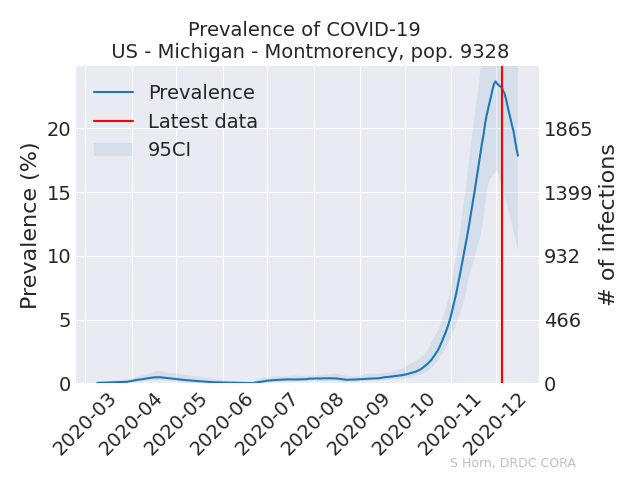 Prevalence of COVID-19
US - Michigan - Montmorency, pop. 9328
Prevalence
Latest data
95CI
Prevalence (%)
20
15
10
5
0
1865
1399
932
466
0
# of infections
2020-03
2020-04
2020-05
2020-06
2020-07
2020-08
2020-09
2020-10
2020-11
2020-12
S Horn, DRDC CORA